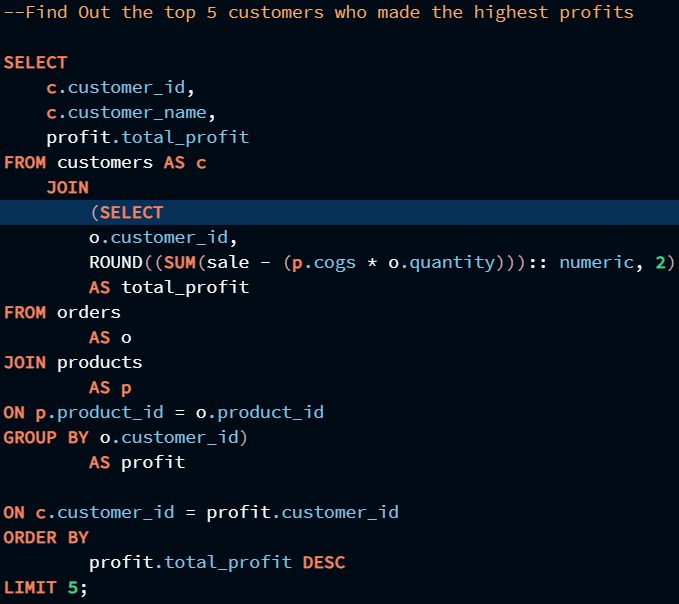 --Find Out the top 5 customers who made the highest profits
SELECT
c.customer_id,
c.customer_name,
profit.total_profit
FROM customers AS c
JOIN
(SELECT
o.customer_id,
ROUND((SUM(sale - (p.cogs * o.quantity))):: numeric, 2)
AS total_profit
FROM orders
AS o
JOIN products
AS p
ON p.product_id = o.product_id
GROUP BY o.customer_id)
AS profit
ON c.customer_id = profit.customer_id
ORDER BY
profit.total_profit DESC
LIMIT 5;